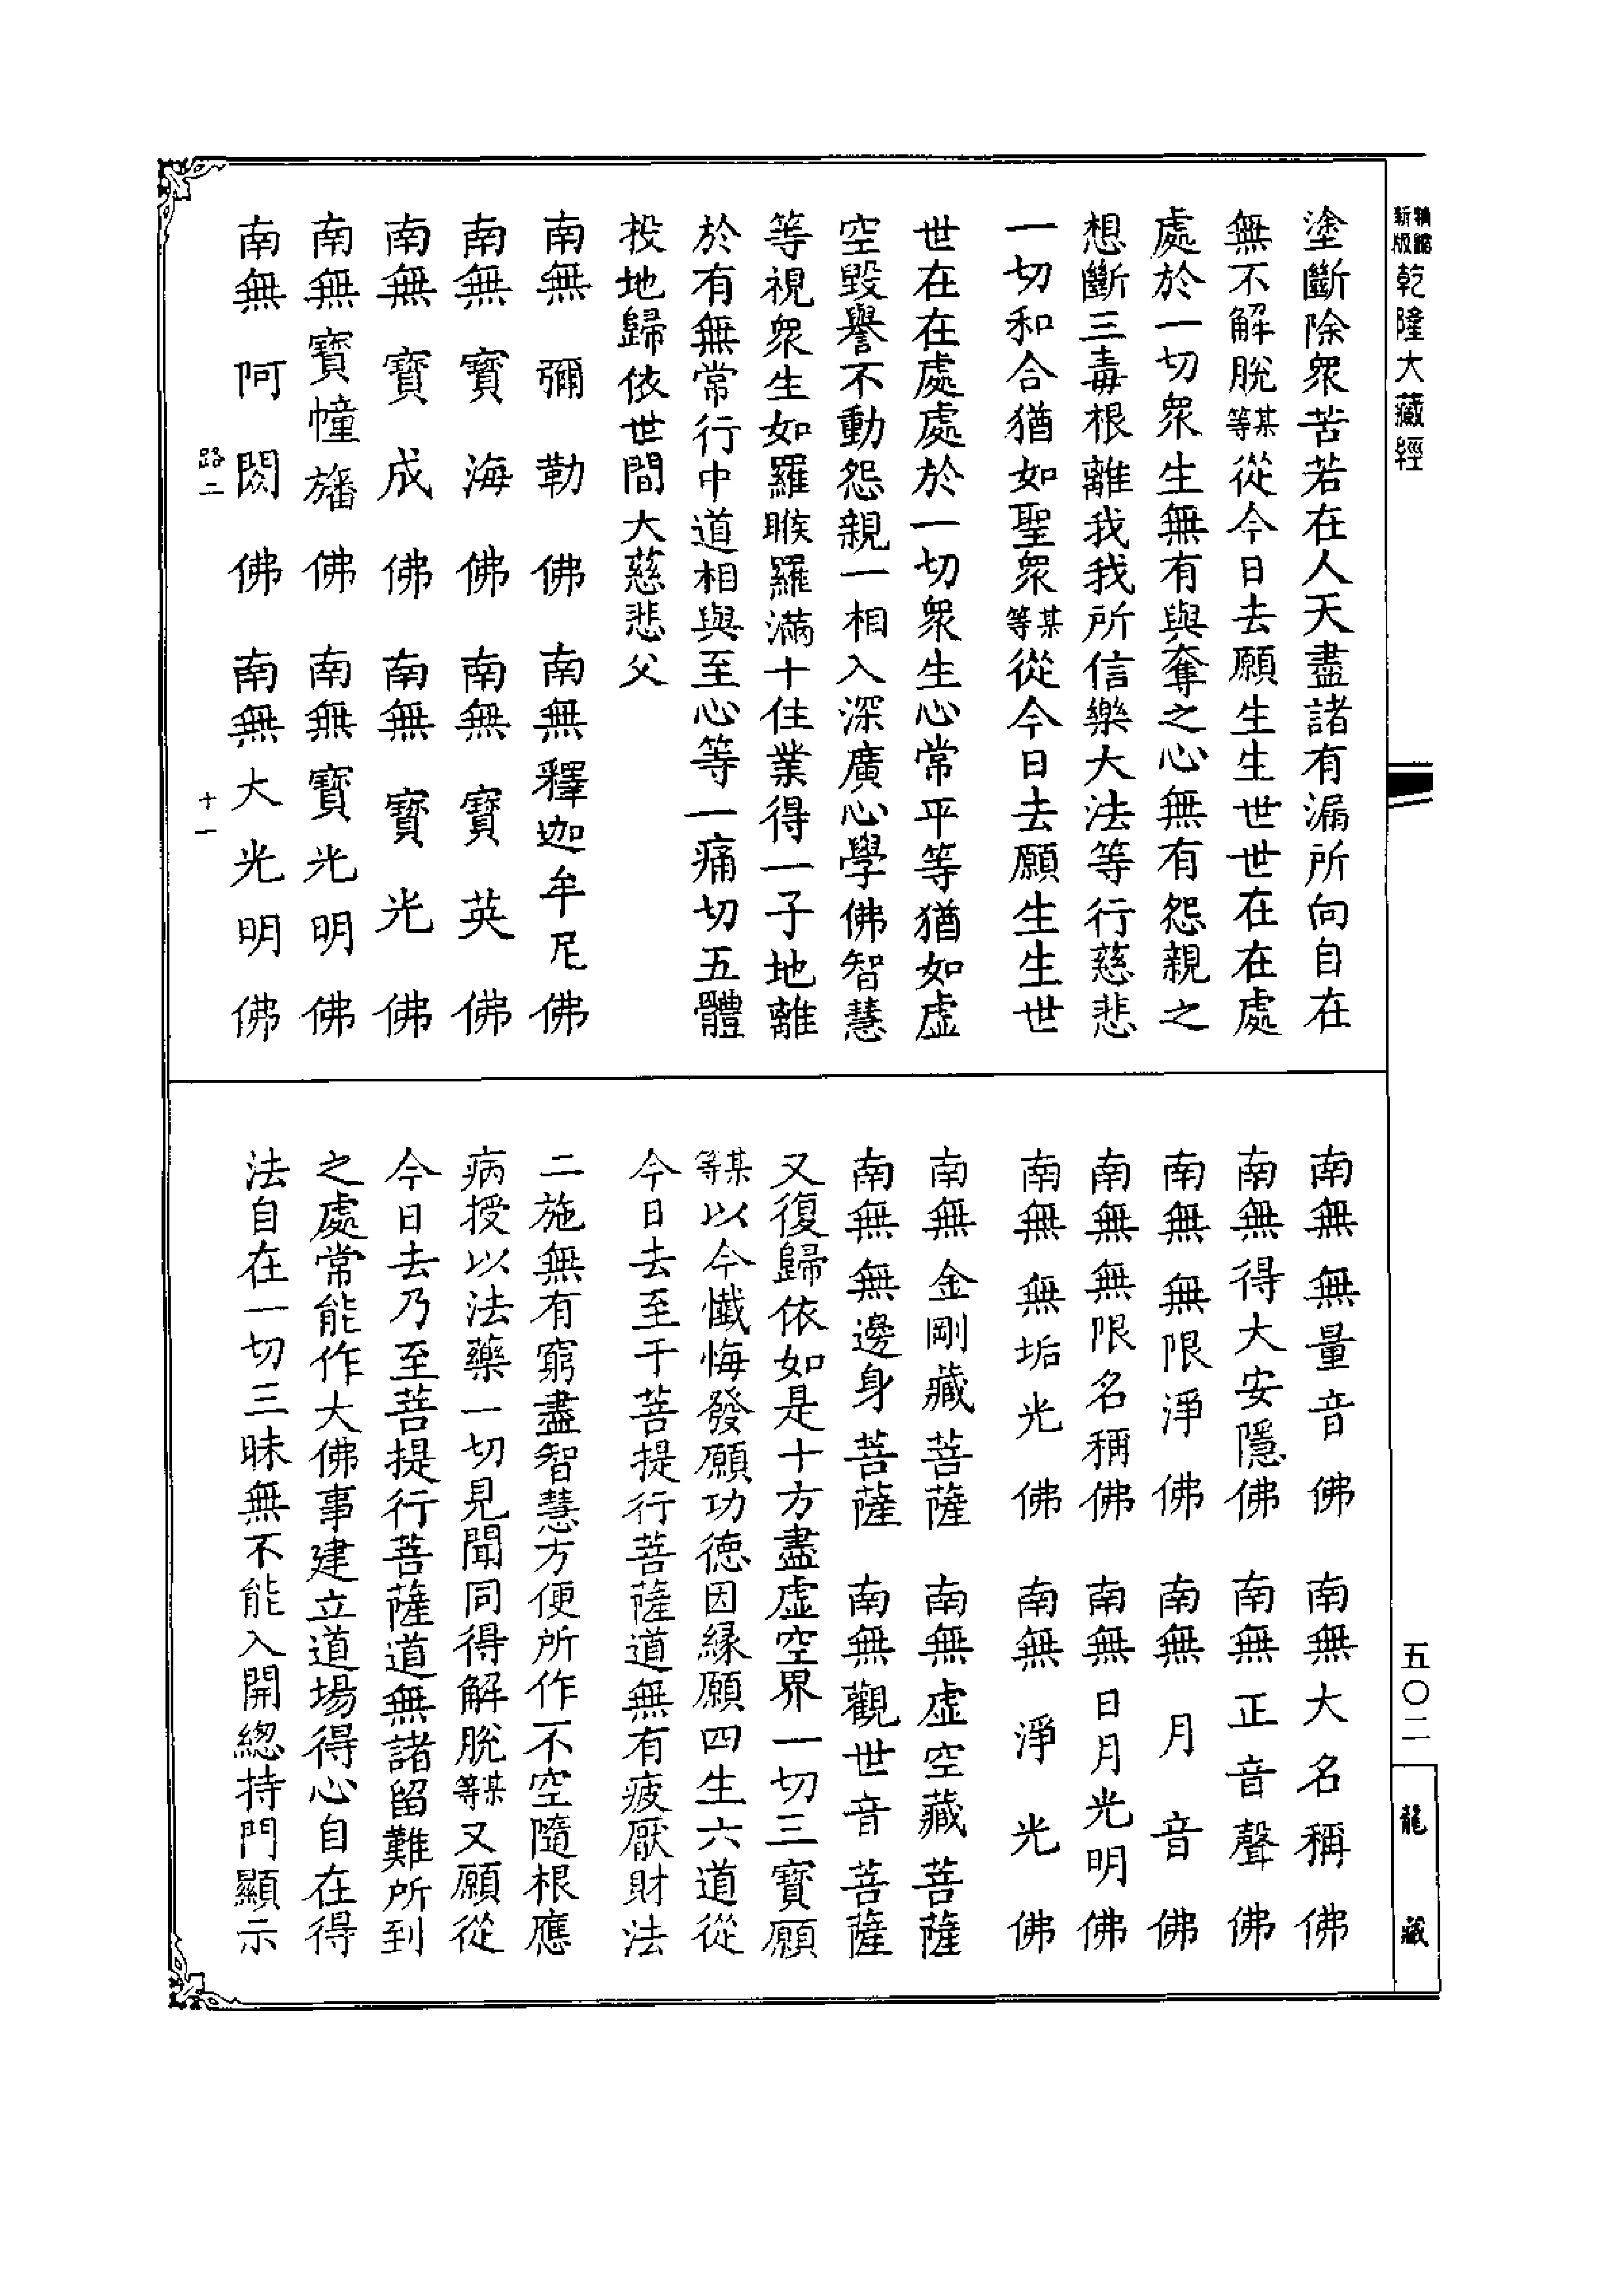 新版乾隆大藏經
塗斷除衆苦若在人天盡諸有漏所向自在
無不解脫某等從今日去願生生世世在在處
處於一切衆生無有與奪之心無有怨親之
想斷三毒根離我我所信樂大法等行慈悲
一切和合猶如聖衆某等從今日去願生生世
世在在處處於一切衆生心常平等猶如虛
空毀譽不動怨親一相入深廣心學佛智慧
等視衆生如羅睺羅滿十住業得一子地離
於有無常行中道相與至心等一痛切五體
投地歸依世間大慈悲父
南無彌勒佛　南無釋迦牟尼佛
南無寶海佛　南無寶英佛
南無寶成佛　南無寶光佛
南無寶幢旛佛　南無寶光明佛
南無阿閦佛　南無大光明佛
路二　十一
南無無量音佛　南無大名稱佛
南無得大安隱佛　南無正音聲佛
南無無限淨佛　南無月音佛
南無無限名稱佛　南無日月光明佛
南無無垢光佛　南無淨光佛
南無金剛藏菩薩　南無虛空藏菩薩
南無無邊身菩薩　南無觀世音菩薩
又復歸依如是十方盡虛空界一切三寶願
某等以今懺悔發願功德因緣願四生六道從
今日去至于菩提行菩薩道無有疲厭財法
二施無有窮盡智慧方便所作不空隨根應
病授以法藥一切見聞同得解脫某等又願從
今日去乃至菩提行菩薩道無諸留難所到
之處常能作大佛事建立道場得心自在得
法自在一切三昧無不能入開總持門顯示
五〇二
龍藏